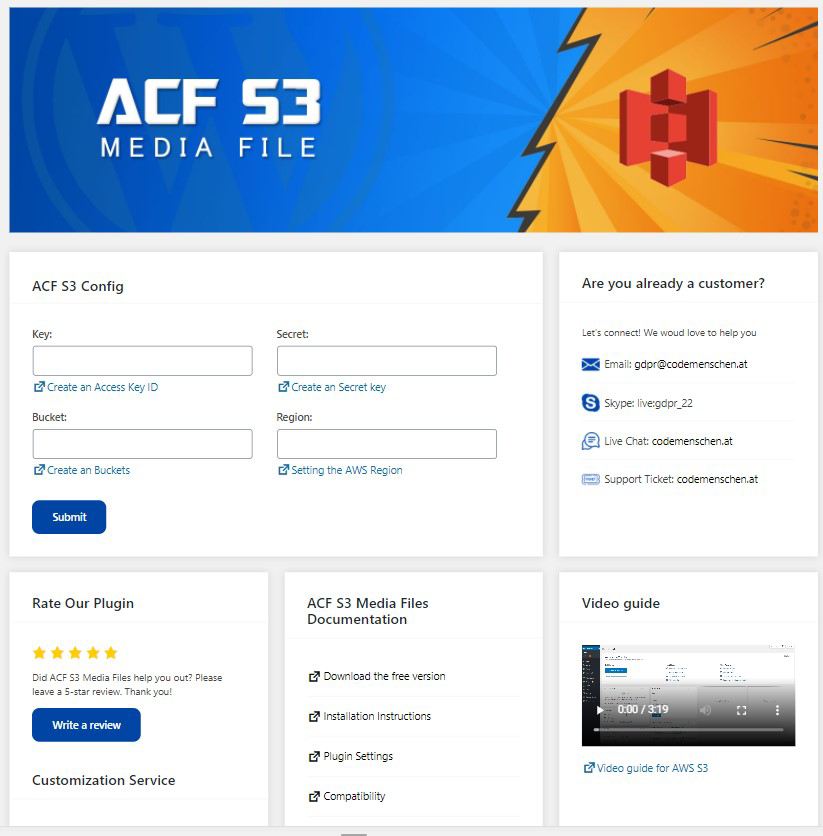 ACF S3
MEDIA FILE
ACF S3 Config
Key:
Secret:
Create an Access Key ID
Create an Secret key
Bucket:
Region:
Create an Buckets
Setting the AWS Region
Submit
Are you already a customer?
Let's connect! We woud love to help you
Email: gdpr@codemenschen.at
Skype: live:gdpr_22
Live Chat: codemenschen.at
Support Ticket: codemenschen.at
Rate Our Plugin
Did ACF S3 Media Files help you out? Please
leave a 5-star review. Thank you!
Write a review
Customization Service
ACF S3 Media Files
Documentation
Download the free version
Installation Instructions
Plugin Settings
Compatibility
Video guide
0:00 / 3:19
Video guide for AWS S3